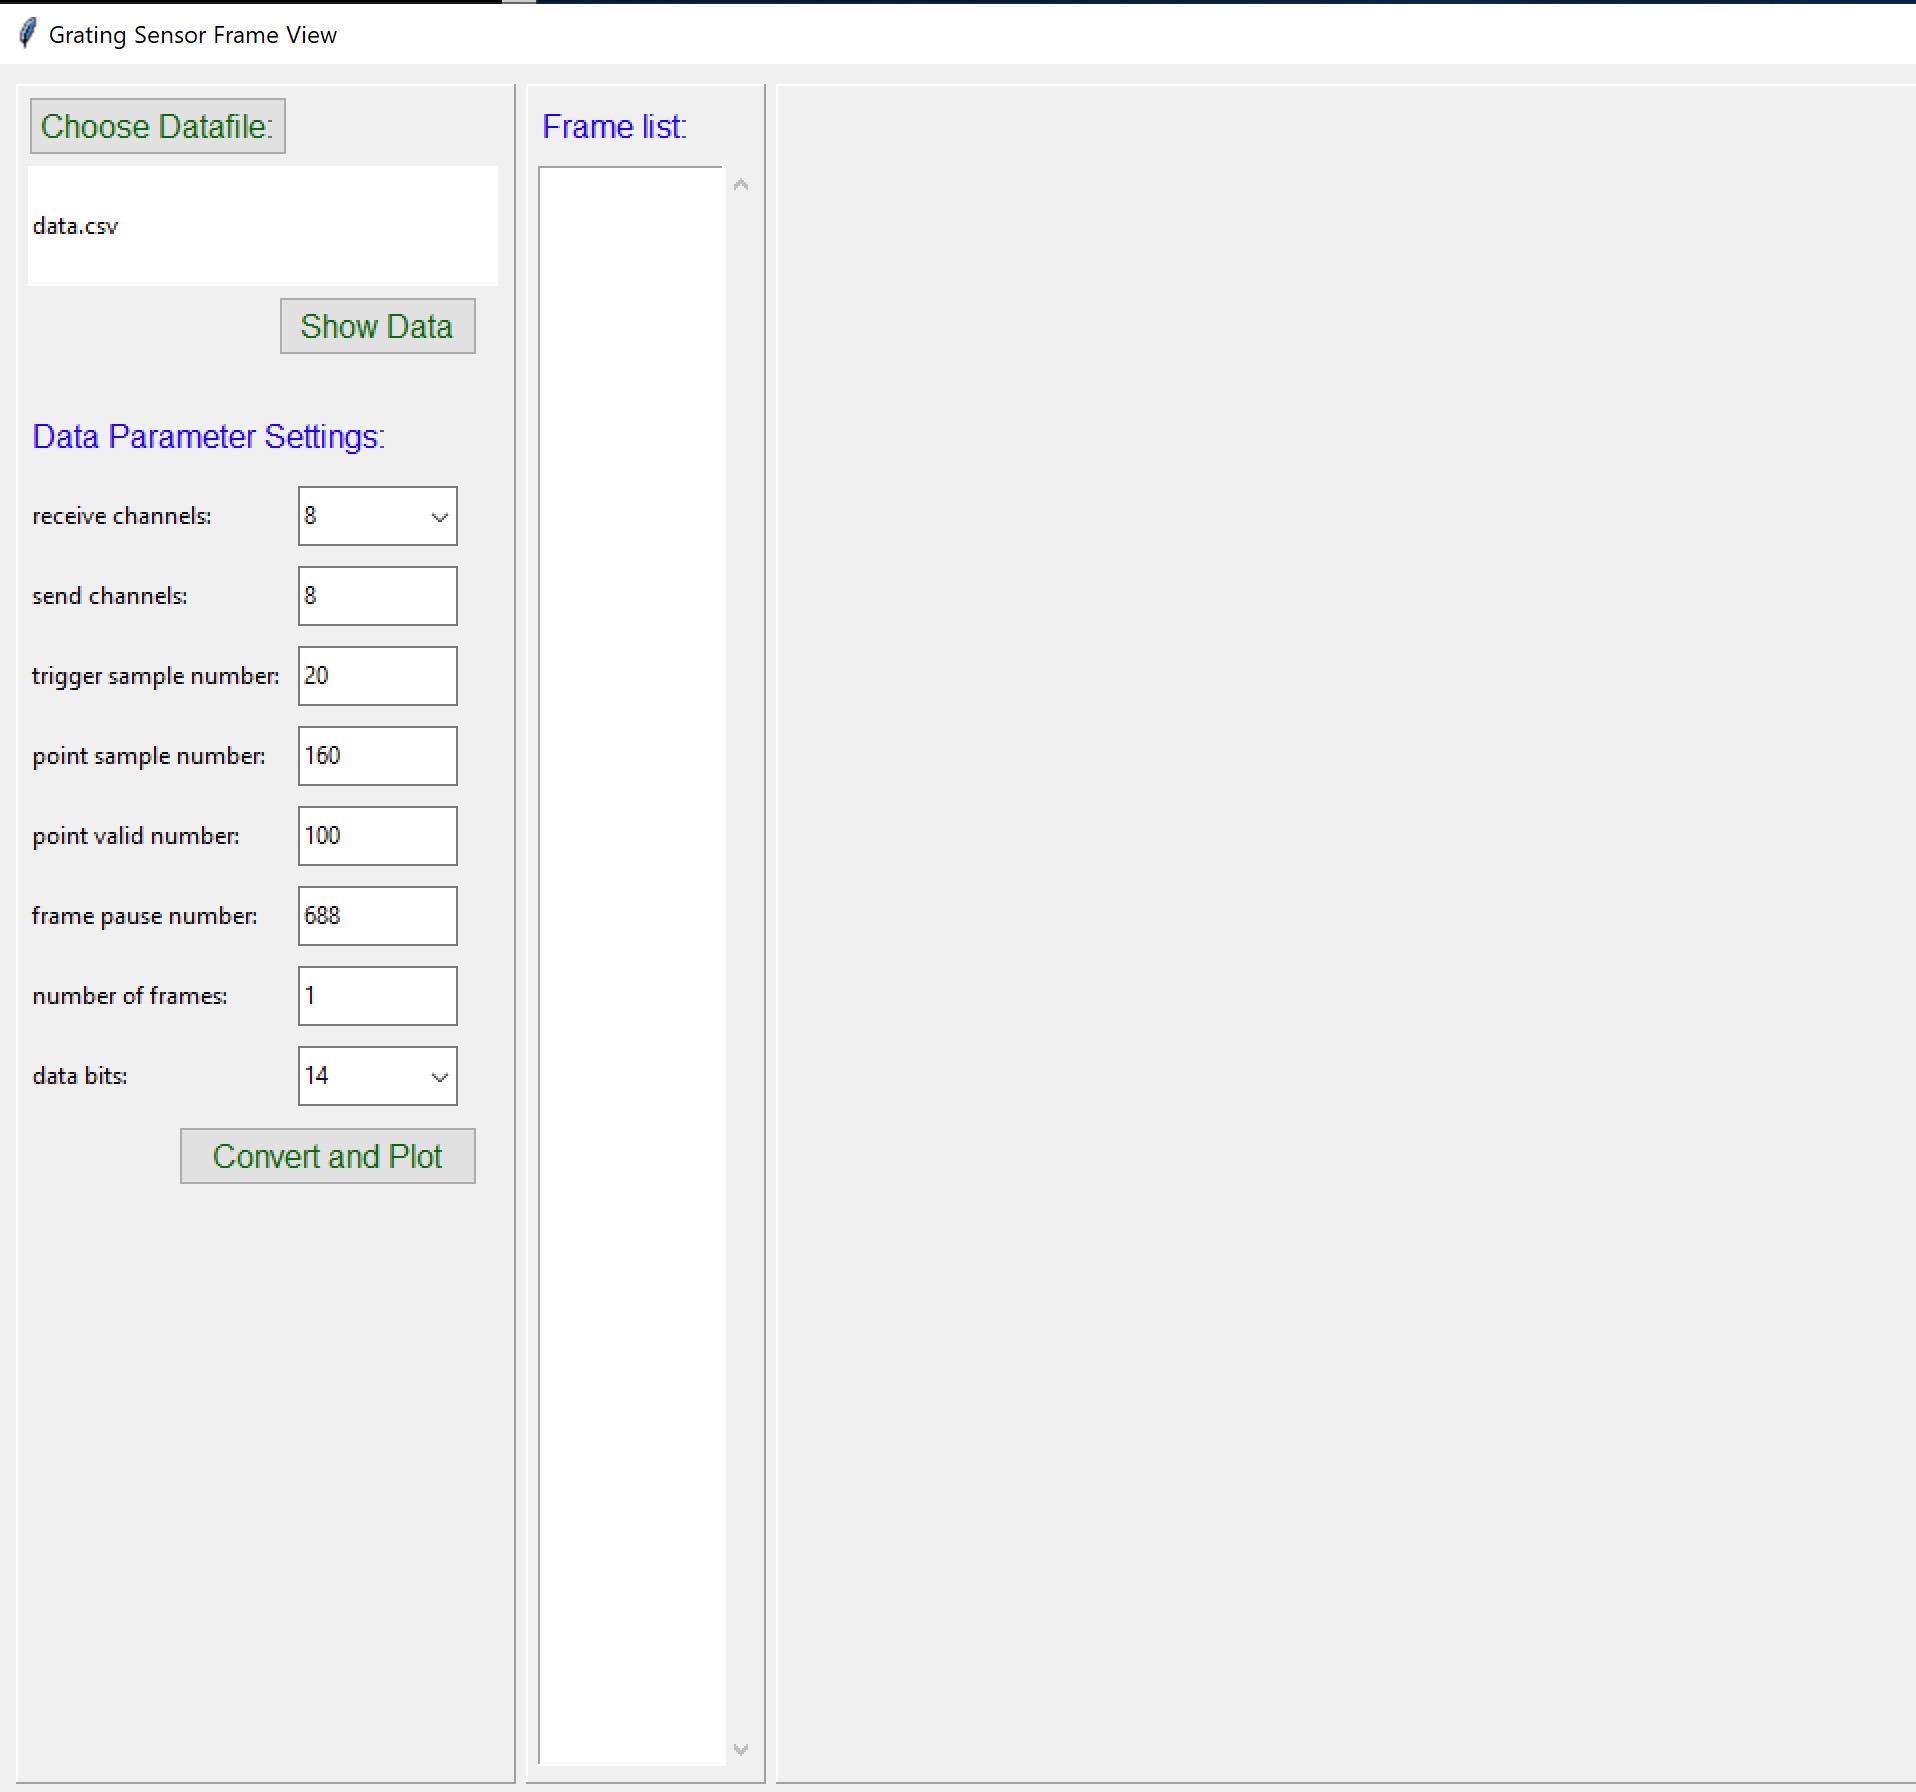 Grating Sensor Frame View
Choose Datafile:
data.csv
Show Data
Data Parameter Settings:
receive channels: 8
send channels: 8
trigger sample number: 20
point sample number: 160
point valid number: 100
frame pause number: 688
number of frames: 1
data bits: 14
Convert and Plot
Frame list: